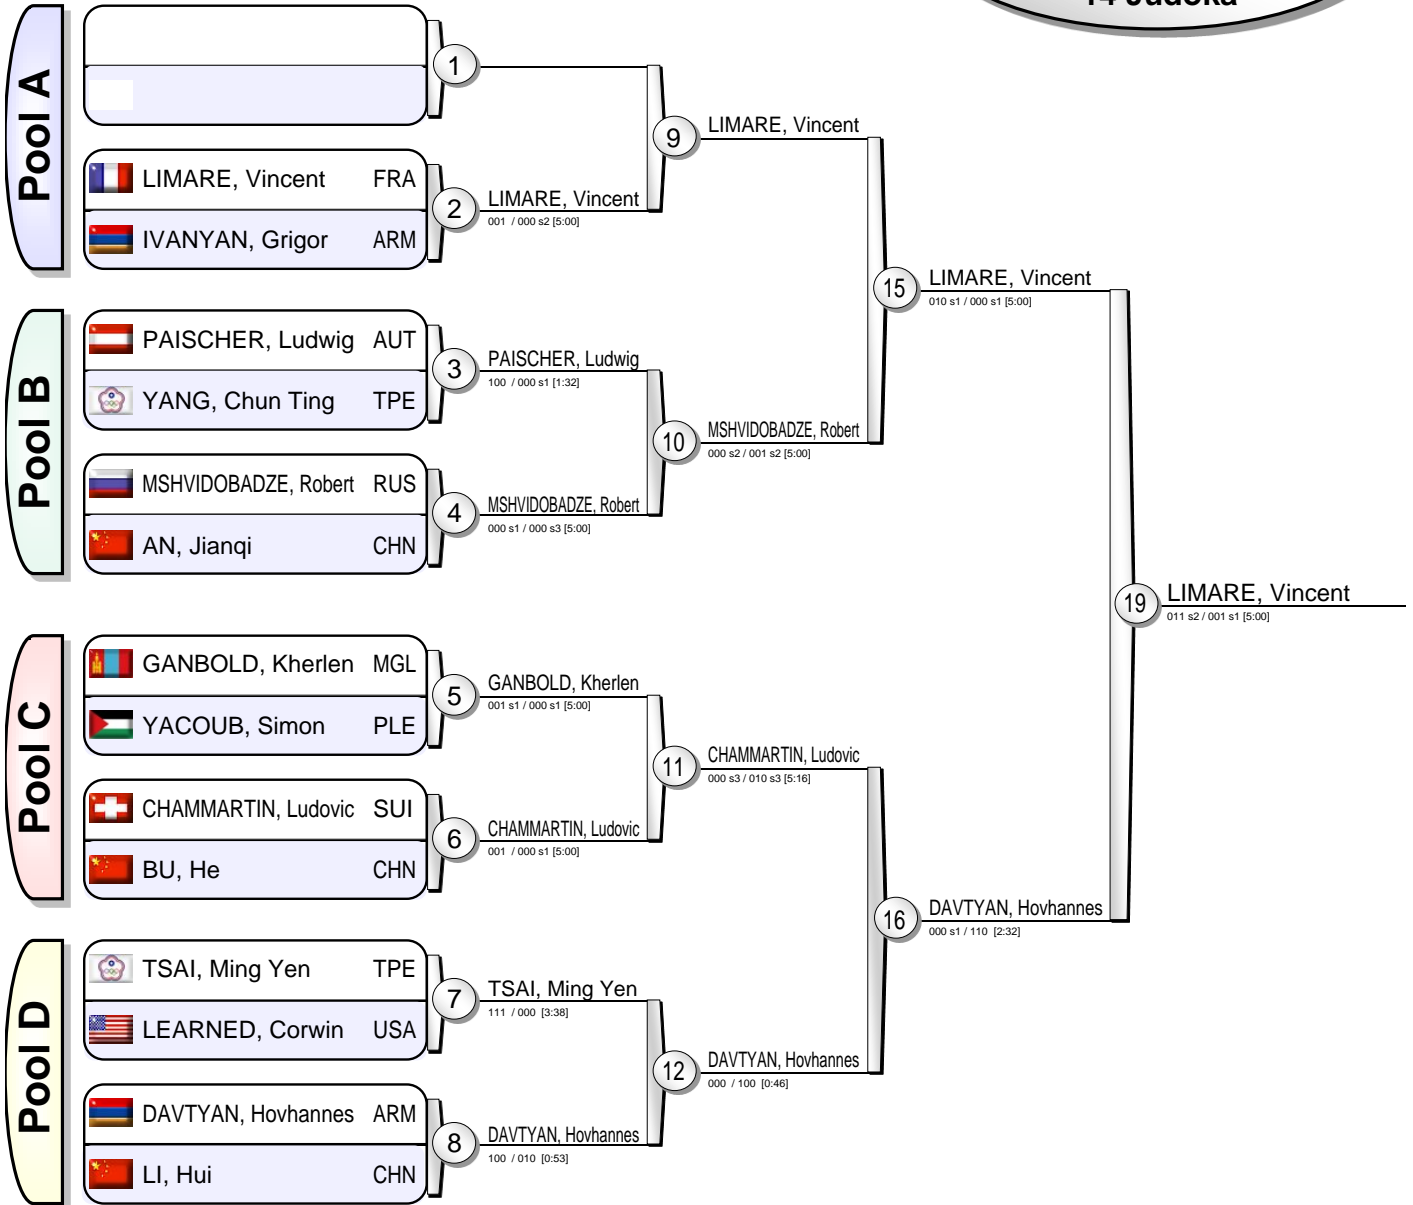 14 Judoka
Pool A
1
LIMARE, Vincent FRA
IVANYAN, Grigor ARM
2
LIMARE, Vincent
001 / 000 s2 [5:00]
9
LIMARE, Vincent
Pool B
PAISCHER, Ludwig AUT
YANG, Chun Ting TPE
3
PAISCHER, Ludwig
100 / 000 s1 [1:32]
MSHVIDOBADZE, Robert RUS
AN, Jianqi CHN
4
MSHVIDOBADZE, Robert
000 s1 / 000 s3 [5:00]
10
MSHVIDOBADZE, Robert
000 s2 / 001 s2 [5:00]
15
LIMARE, Vincent
010 s1 / 000 s1 [5:00]
Pool C
GANBOLD, Kherlen MGL
YACOUB, Simon PLE
5
GANBOLD, Kherlen
001 s1 / 000 s1 [5:00]
CHAMMARTIN, Ludovic SUI
BU, He CHN
6
CHAMMARTIN, Ludovic
001 / 000 s1 [5:00]
11
CHAMMARTIN, Ludovic
000 s3 / 010 s3 [5:16]
Pool D
TSAI, Ming Yen TPE
LEARNED, Corwin USA
7
TSAI, Ming Yen
111 / 000 [3:38]
DAVTYAN, Hovhannes ARM
LI, Hui CHN
8
DAVTYAN, Hovhannes
100 / 010 [0:53]
12
DAVTYAN, Hovhannes
000 / 100 [0:46]
16
DAVTYAN, Hovhannes
000 s1 / 110 [2:32]
19
LIMARE, Vincent
011 s2 / 001 s1 [5:00]